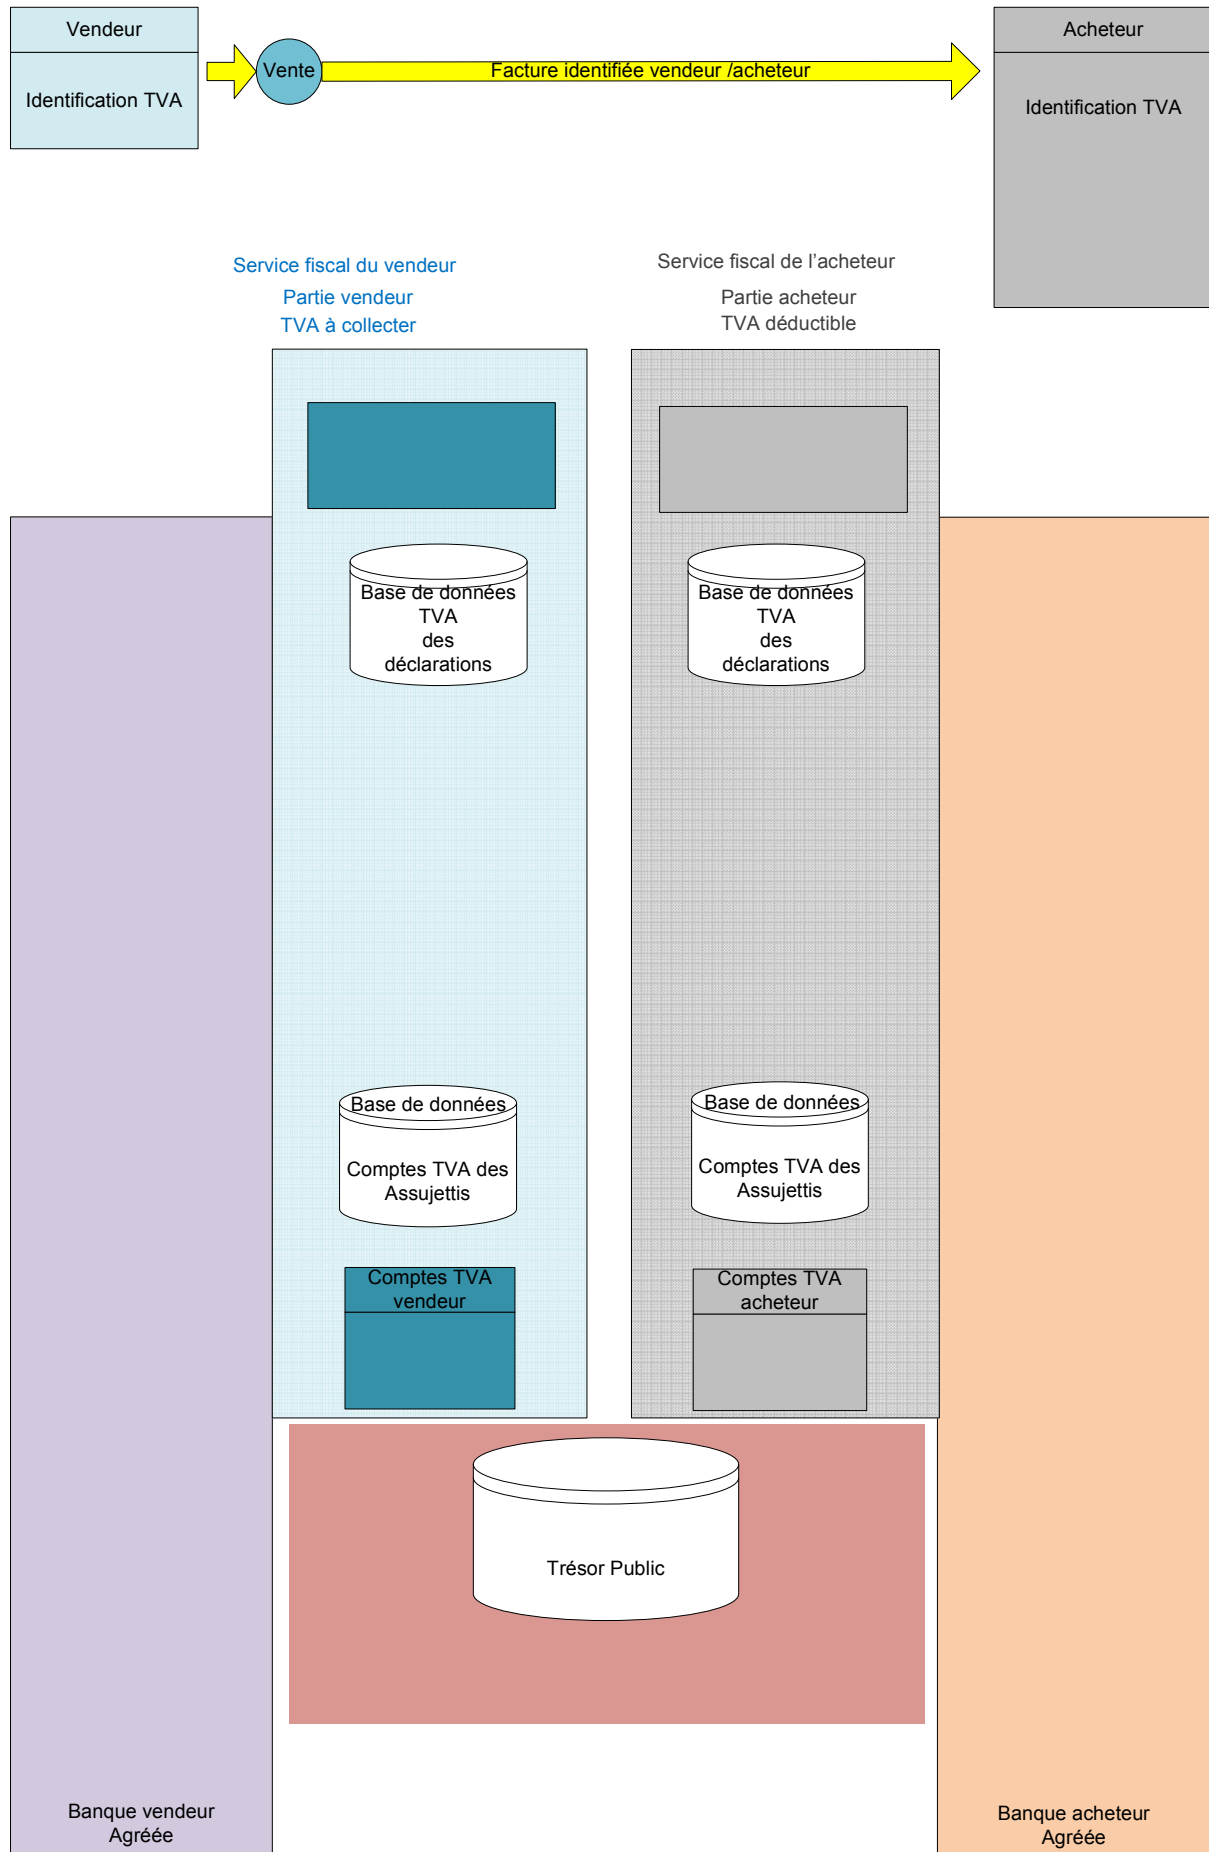 Vendeur
Identification TVA
Vente
Facture identifiée vendeur /acheteur
Acheteur
Identification TVA
Service fiscal du vendeur
Partie vendeur
TVA à collecter
Service fiscal de l’acheteur
Partie acheteur
TVA déductible
Base de données
TVA
des
déclarations
Base de données
TVA
des
déclarations
Base de données
Comptes TVA des
Assujettis
Base de données
Comptes TVA des
Assujettis
Comptes TVA
vendeur
Comptes TVA
acheteur
Trésor Public
Banque vendeur
Agréée
Banque acheteur
Agréée